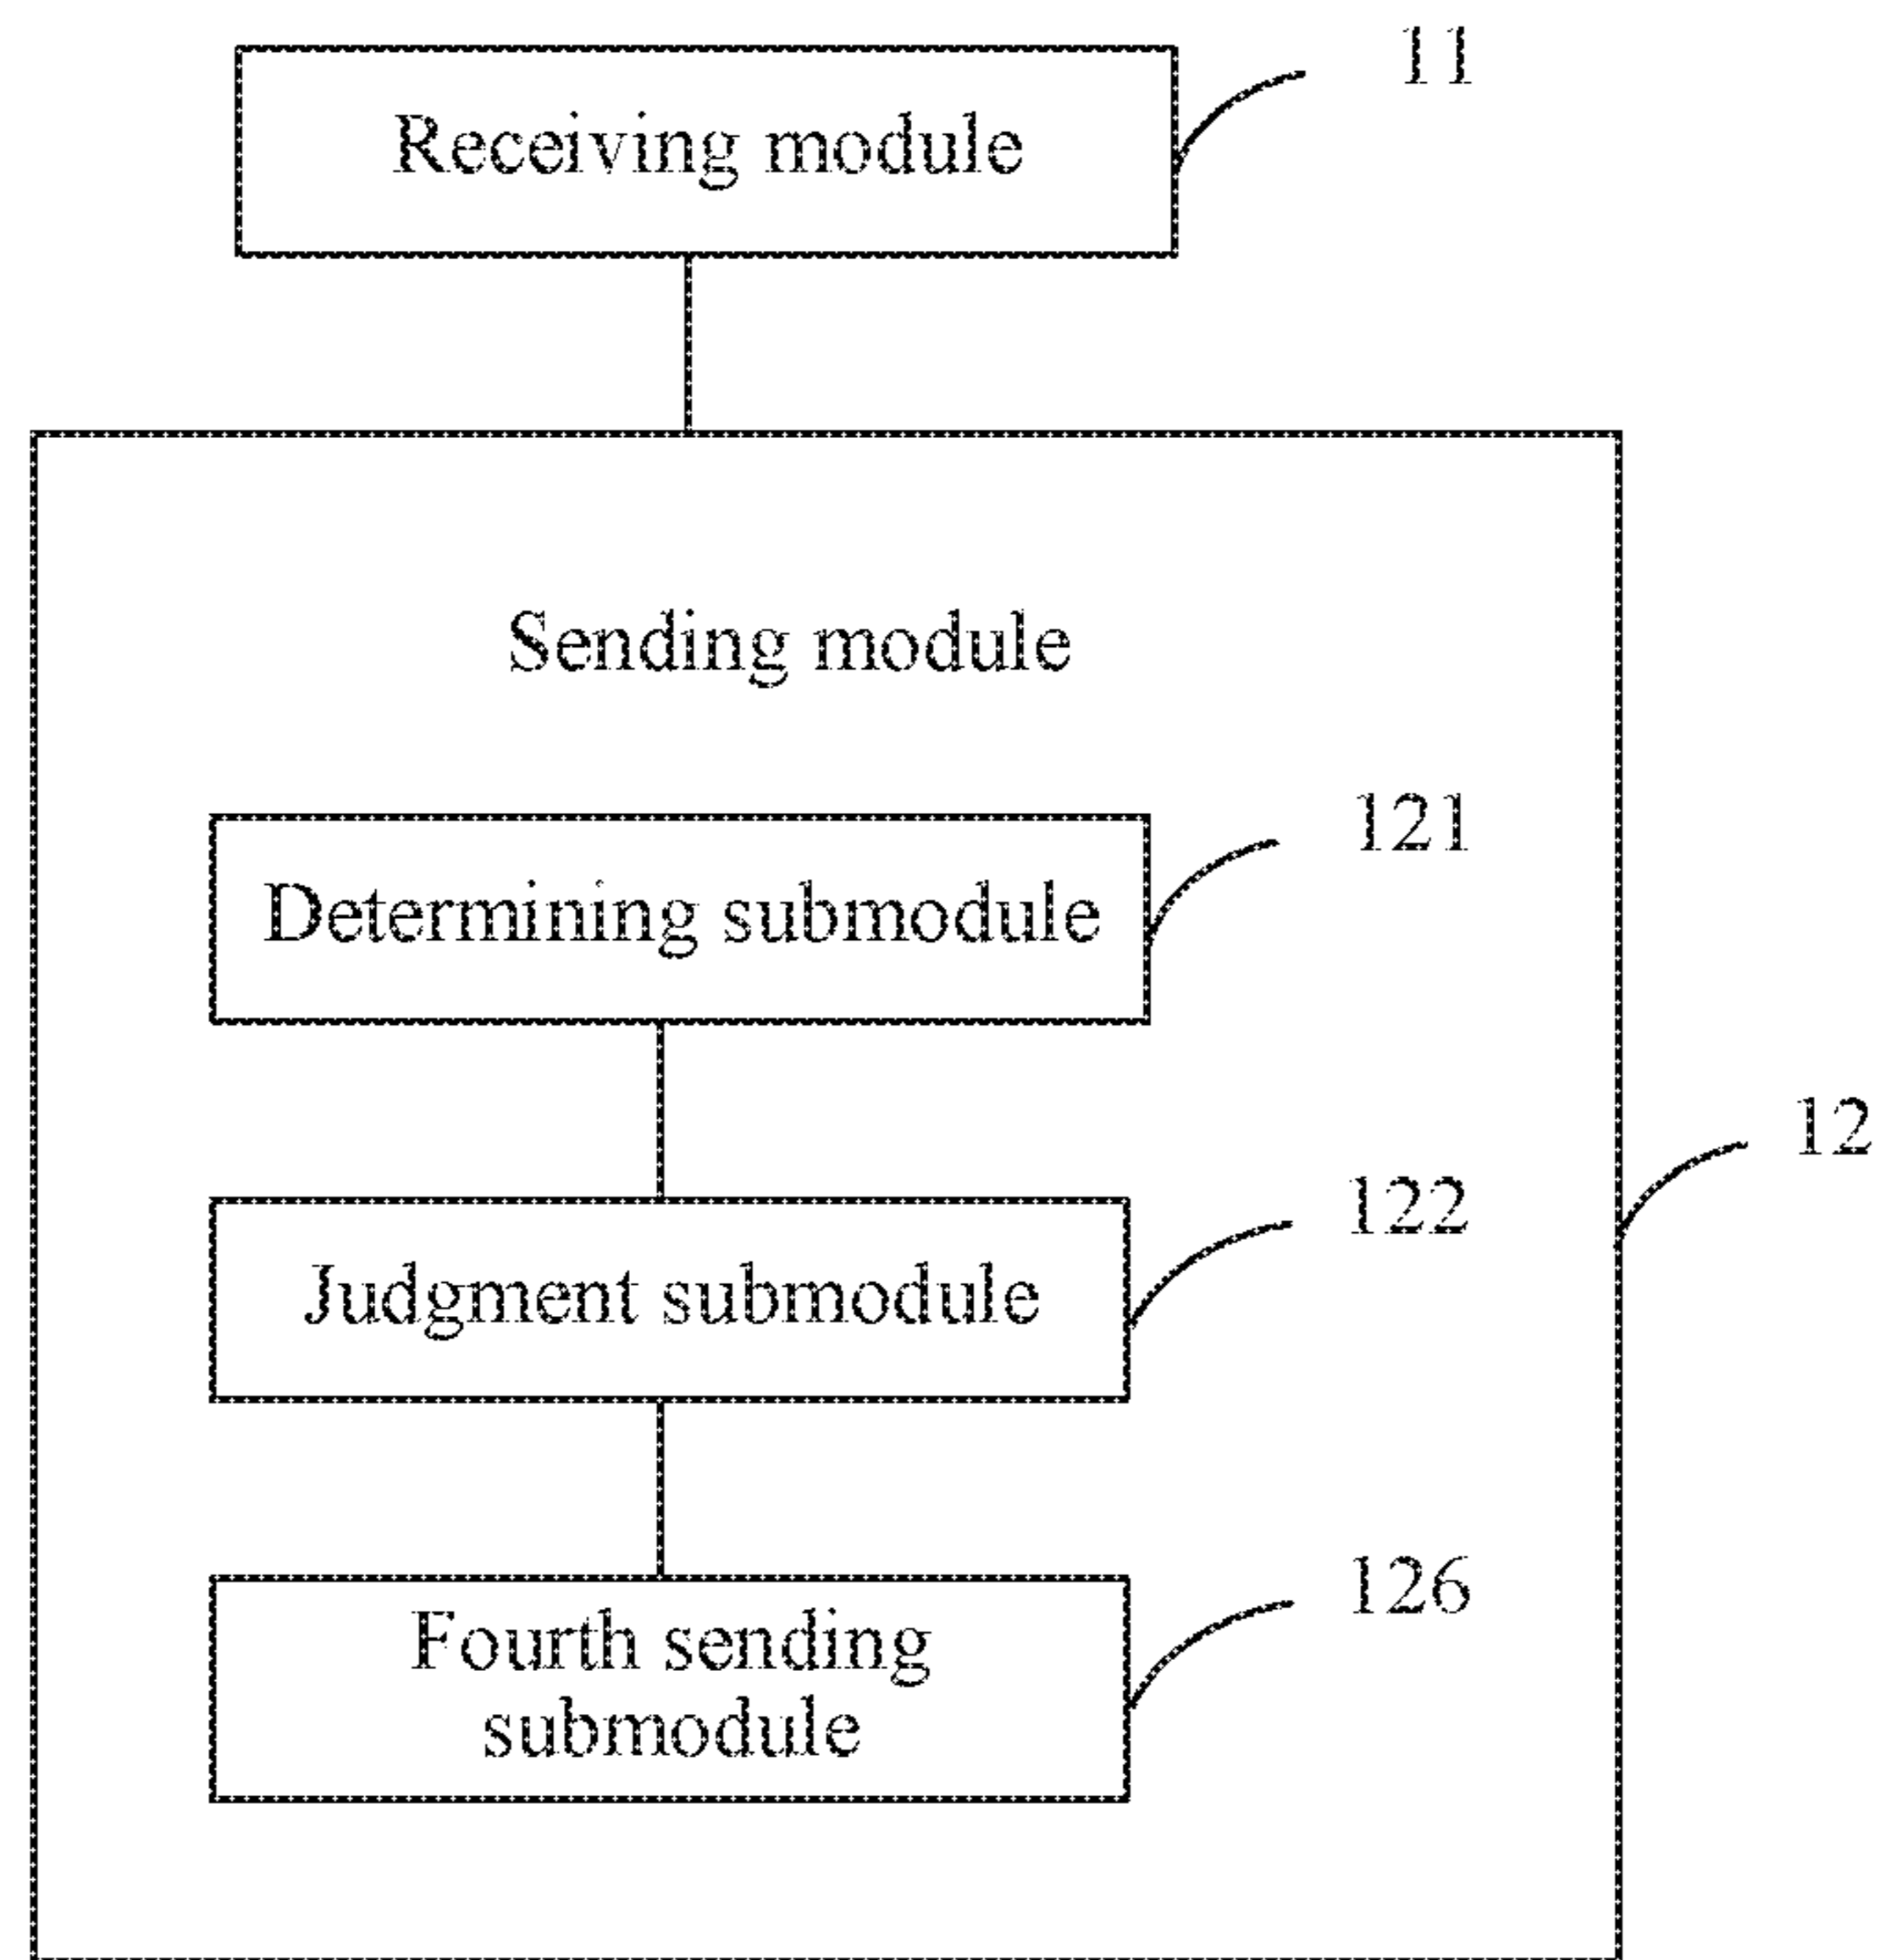 11
Receiving module
Sending module
121
Determining submodule
12
122
Judgment submodule
126
Fourth sending
submodule